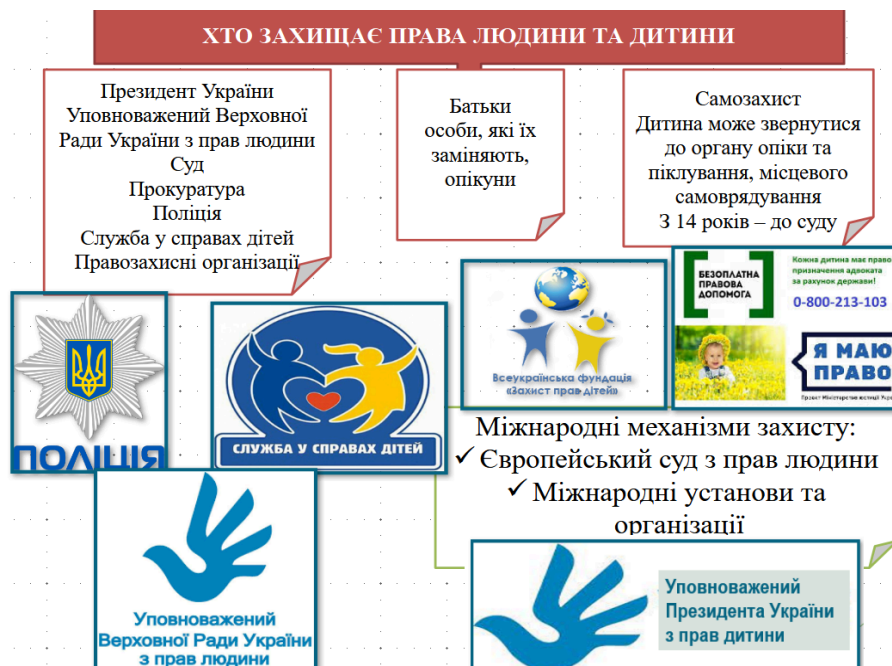 ХТО ЗАХИЩАЄ ПРАВА ЛЮДИНИ ТА ДИТИНИ
Президент України
Уповноважений Верховної
Ради України з прав людини
Суд
Прокуратура
Поліція
Служба у справах дітей
Правозахисні організації
Батьки
особи, які їх
заміняють,
опікуни
Самозахист
Дитина може звернутися
до органу опіки та
піклування, місцевого
самоврядування
З 14 років – до суду
ПОЛІЦІЯ
СЛУЖБА У СПРАВАХ ДІТЕЙ
Всеукраїнська фундація
«Захист прав дітей»
БЕЗОПЛАТНА
ПРАВОВА
ДОПОМОГА
Кожна дитина має право
призначення адвоката
за рахунок держави!
0-800-213-103
Я МАЮ
ПРАВО
Проект Міністерства юстиції
Міжнародні механізми захисту:
✓ Європейський суд з прав людини
✓ Міжнародні установи та
організації
Уповноважений
Верховної Ради України
з прав людини
Уповноважений
Президента України
з прав дитини